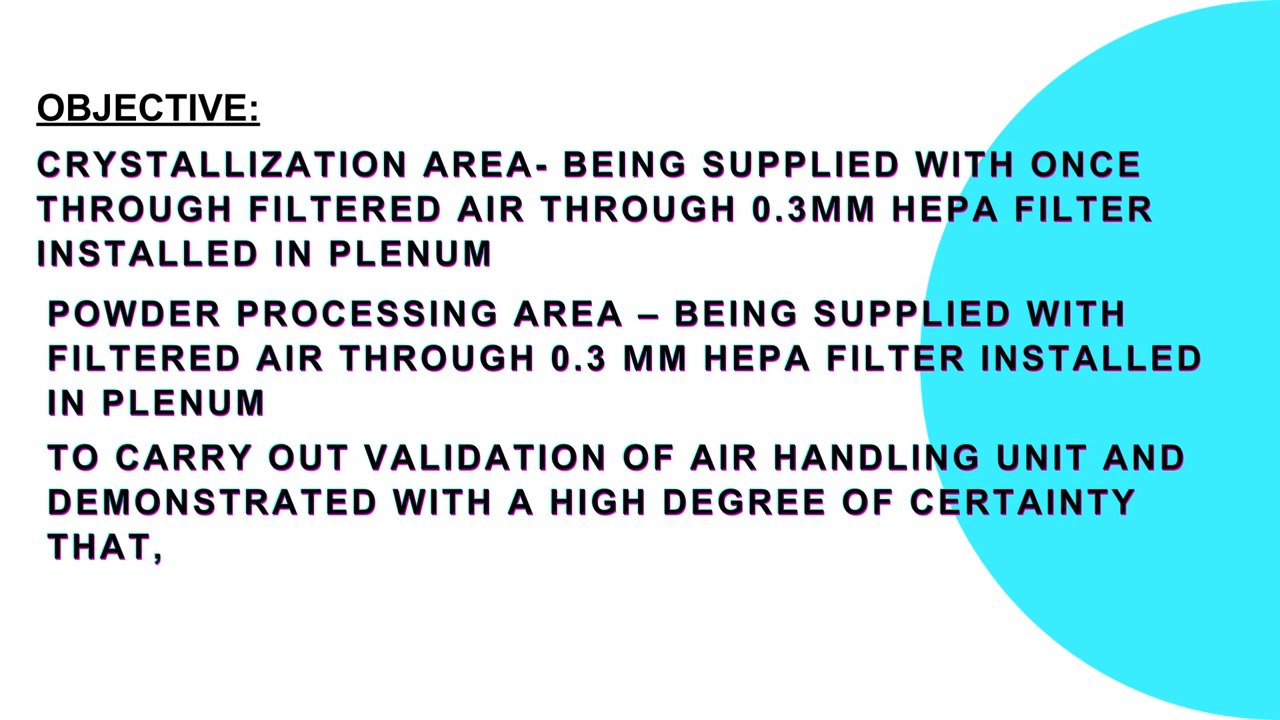 OBJECTIVE:
CRYSTALLIZATION AREA- BEING SUPPLIED WITH ONCE
THROUGH FILTERED AIR THROUGH 0.3MM HEPA FILTER
INSTALLED IN PLENUM
POWDER PROCESSING AREA – BEING SUPPLIED WITH
FILTERED AIR THROUGH 0.3 MM HEPA FILTER INSTALLED
IN PLENUM
TO CARRY OUT VALIDATION OF AIR HANDLING UNIT AND
DEMONSTRATED WITH A HIGH DEGREE OF CERTAINTY
THAT,